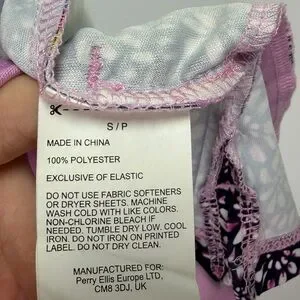 S / P
MADE IN CHINA
100% POLYESTER
EXCLUSIVE OF ELASTIC
DO NOT USE FABRIC SOFTENERS
OR DRYER SHEETS. MACHINE
WASH COLD WITH LIKE COLORS.
NON-CHLORINE BLEACH IF
NEEDED. TUMBLE DRY LOW. COOL
IRON. DO NOT IRON ON PRINTED
LABEL. DO NOT DRY CLEAN.
MANUFACTURED FOR:
Perry Ellis Europe LTD,
CM8 3DJ, UK